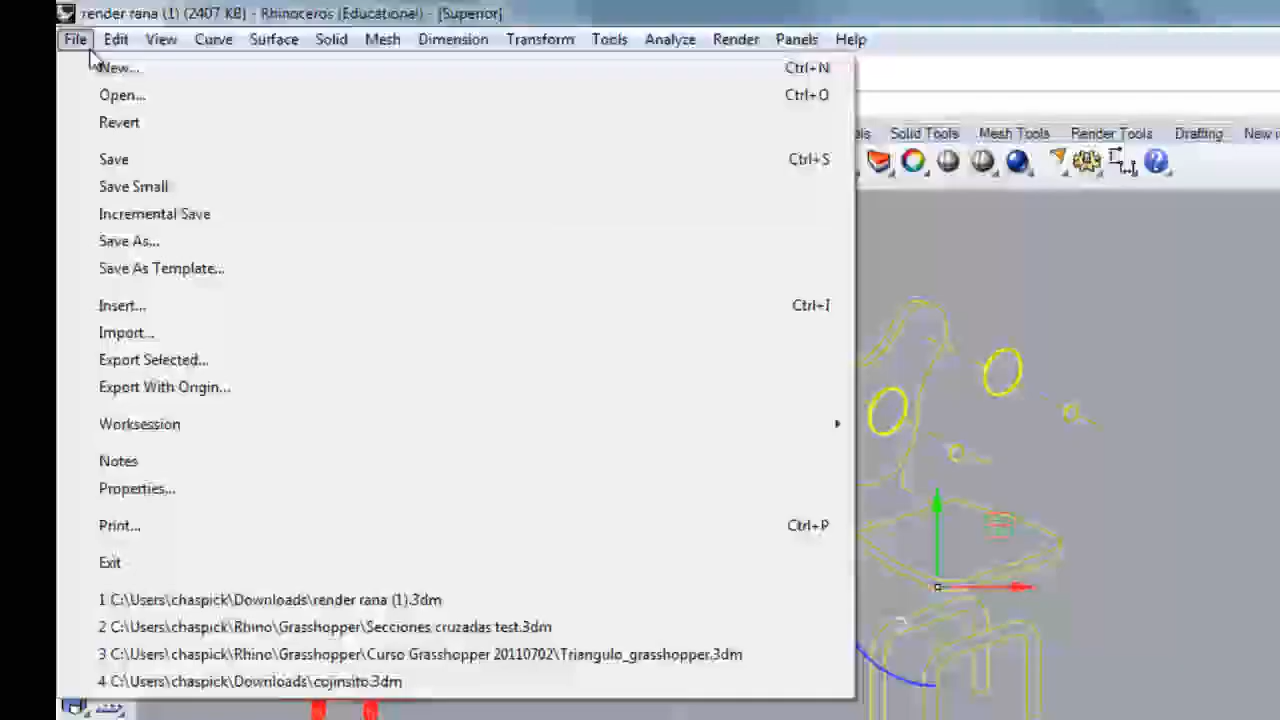 render rana (1) (2407 KB) - Rhinoceros (Educational) - [Superior]
File Edit View Curve Surface Solid Mesh Dimension Transform Tools Analyze Render Panels Help
New... Ctrl+N
Open... Ctrl+O
Revert
Save Ctrl+S
Save Small
Incremental Save
Save As...
Save As Template...
Insert... Ctrl+I
Import...
Export Selected...
Export With Origin...
Worksession
Notes
Properties...
Print... Ctrl+P
Exit
1 C:\Users\chaspick\Downloads\render rana (1).3dm
2 C:\Users\chaspick\Rhino\Grasshopper\Secciones cruzadas test.3dm
3 C:\Users\chaspick\Rhino\Grasshopper\Curso Grasshopper 20110702\Triangulo_grasshopper.3dm
4 C:\Users\chaspick\Downloads\cojinsito.3dm
Solid Tools Mesh Tools Render Tools Drafting New